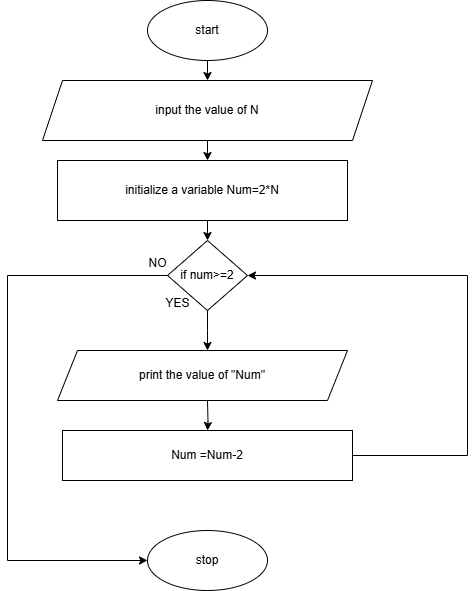 start
input the value of N
initialize a variable Num=2*N
NO
if num>=2
YES
print the value of "Num"
Num =Num-2
stop